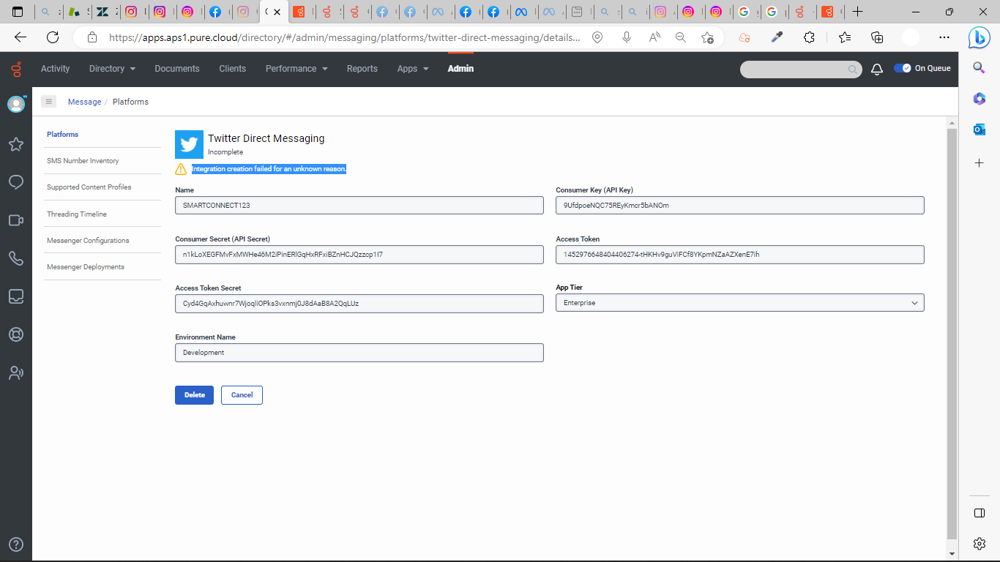 https://apps.aps1.pure.cloud/directory/#/admin/messaging/platforms/twitter-direct-messaging/details...
Activity
Directory
Documents
Clients
Performance
Reports
Apps
Admin
On Queue
Message / Platforms
Platforms
SMS Number Inventory
Supported Content Profiles
Threading Timeline
Messenger Configurations
Messenger Deployments
Twitter Direct Messaging
Incomplete
Integration creation failed for an unknown reason.
Name
SMARTCONNECT123
Consumer Key (API Key)
9UfdpoeNQC75REyKmcr5bANOm
Consumer Secret (API Secret)
n1kLoXEGFMvFxMWHe46M2iPinERlGqHxRFxiBZnHCJQzzcp1I7
Access Token
1452976648404406274-tHKHv9guViFCf8YKpmNZaAZXenE7ih
Access Token Secret
Cyd4GqAxhuwnr7WjoqliOPks3vxnmj0J8dAaB8A2QqLUz
App Tier
Enterprise
Environment Name
Development
Delete
Cancel